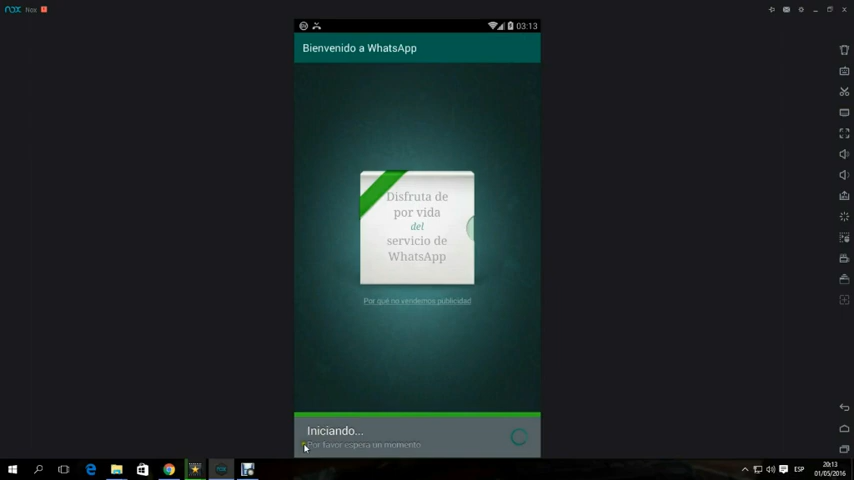 nox Nox
03:13
Bienvenido a WhatsApp
Disfruta de
por vida
del
servicio de
WhatsApp
Por qué no vendemos publicidad
Iniciando...
Por favor espera un momento
ESP
20:13
01/05/2016